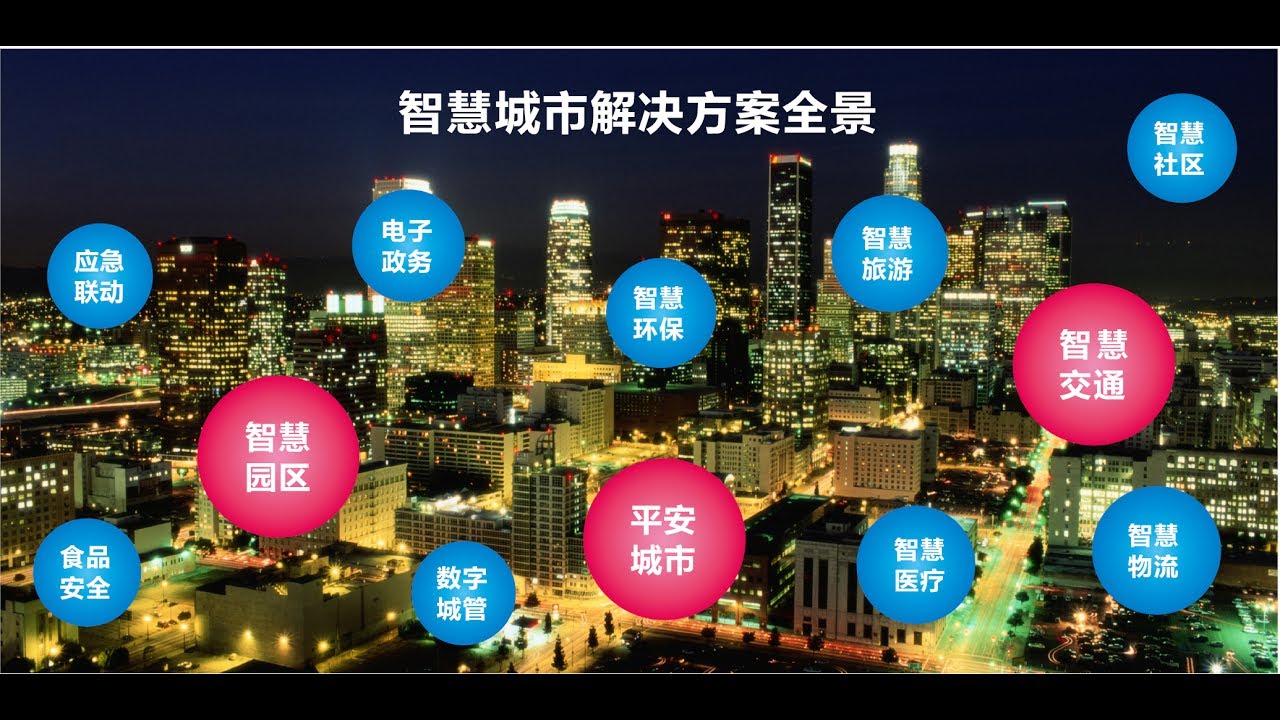 智慧城市解决方案全景
智慧
社区
电子
政务
智慧
旅游
应急
联动
智慧
环保
智慧
交通
智慧
园区
平安
城市
智慧
物流
食品
安全
数字
城管
智慧
医疗